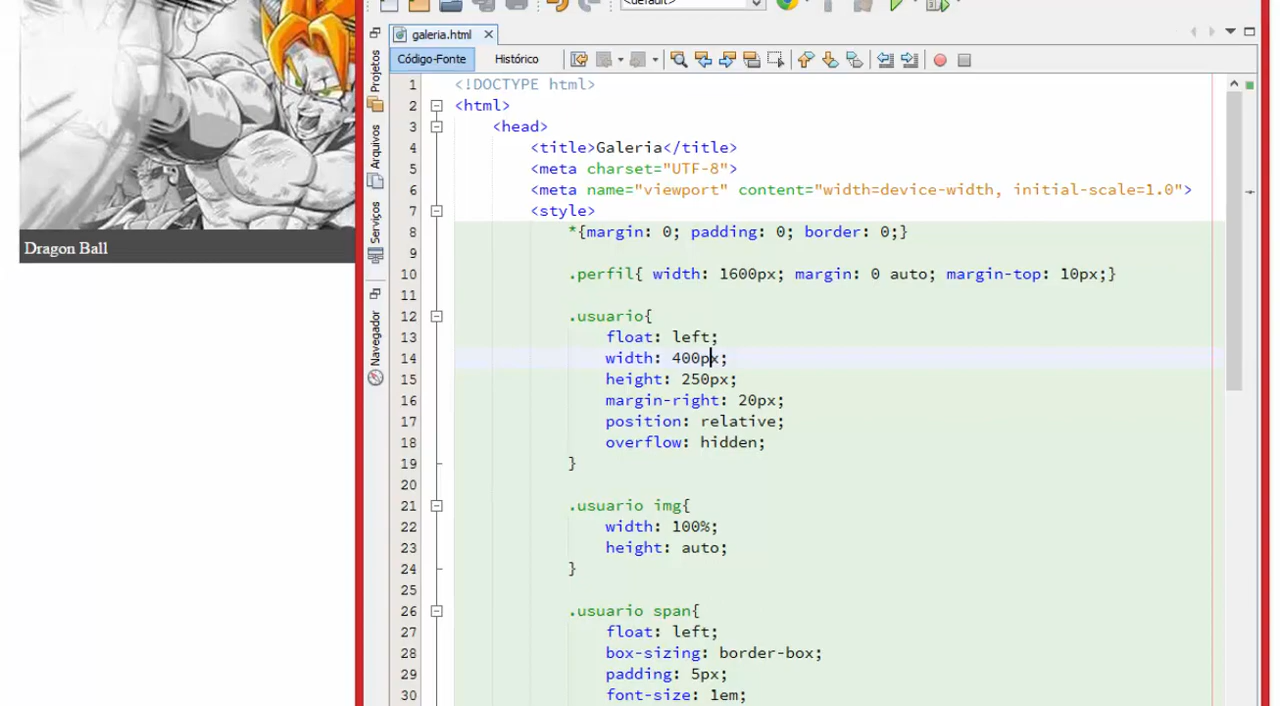 <default>
galeria.html
Código-Fonte Histórico
Projetos
Arquivos
Serviços
Navegador
Dragon Ball
1 <!DOCTYPE html>
2 <html>
3 <head>
4 <title>Galeria</title>
5 <meta charset="UTF-8">
6 <meta name="viewport" content="width=device-width, initial-scale=1.0">
7 <style>
8 *{margin: 0; padding: 0; border: 0;}
9
10 .perfil{ width: 1600px; margin: 0 auto; margin-top: 10px;}
11
12 .usuario{
13 float: left;
14 width: 400px;
15 height: 250px;
16 margin-right: 20px;
17 position: relative;
18 overflow: hidden;
19 }
20
21 .usuario img{
22 width: 100%;
23 height: auto;
24 }
25
26 .usuario span{
27 float: left;
28 box-sizing: border-box;
29 padding: 5px;
30 font-size: 1em;